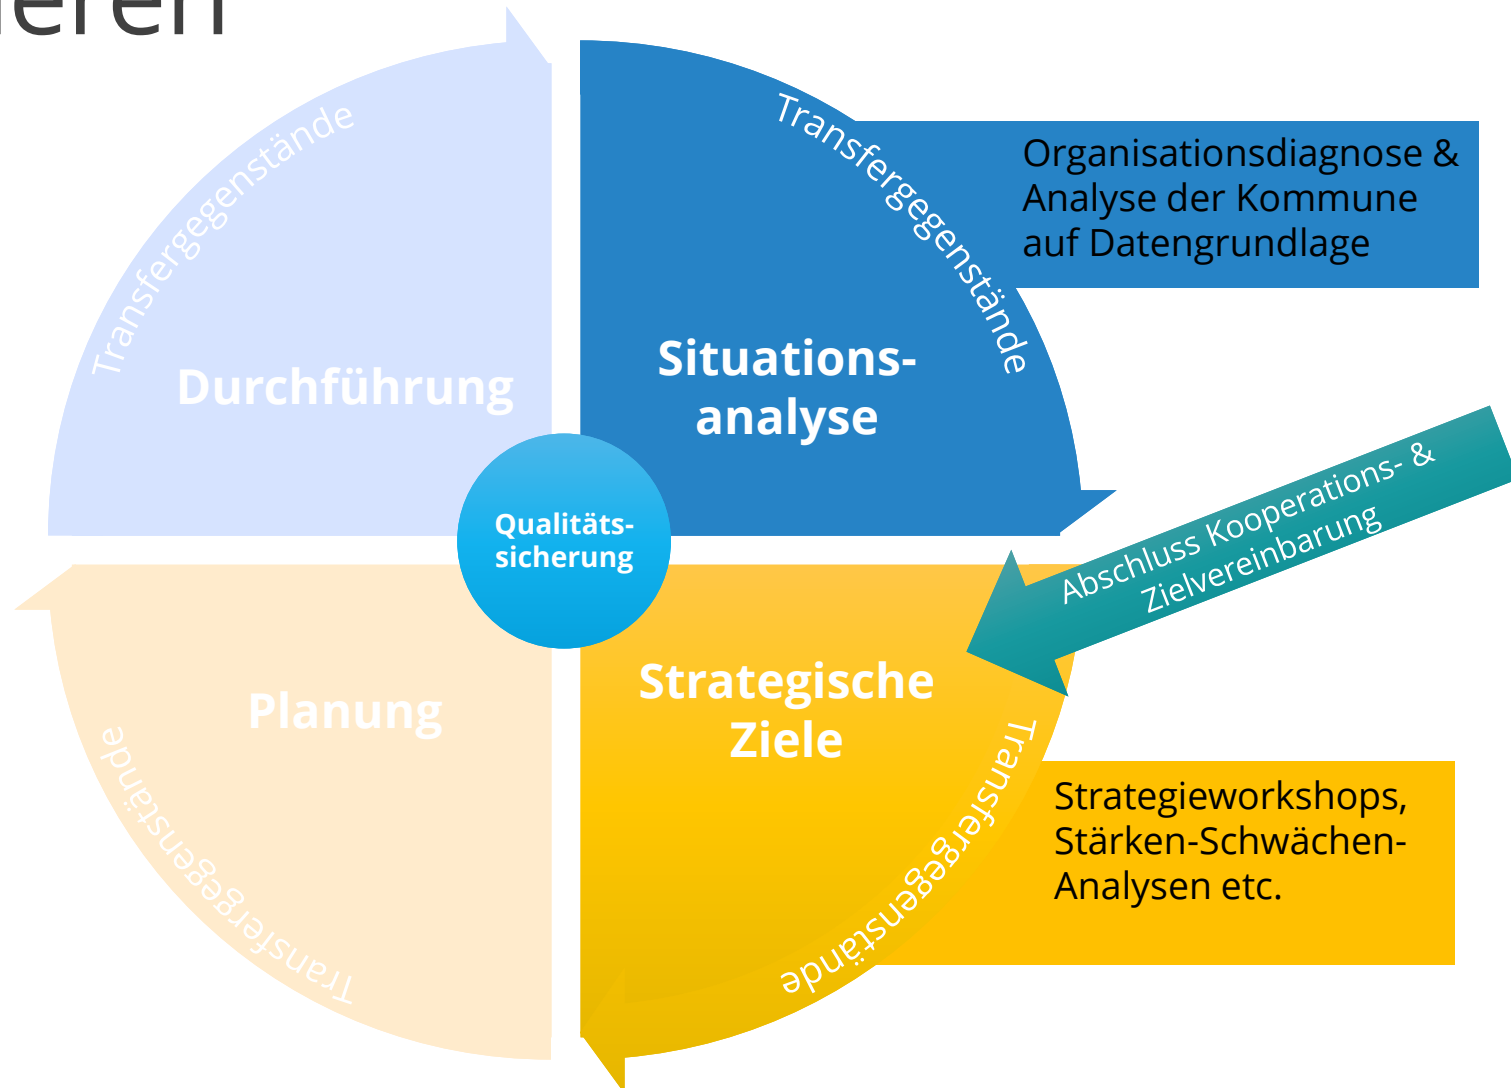 Transfergegenstände
Durchführung
Transfergegenstände
Situations-
analyse
Organisationsdiagnose &
Analyse der Kommune
auf Datengrundlage
Qualitäts-
sicherung
Abschluss Kooperations- &
Zielvereinbarung
Planung
Transfergegenstände
Strategische
Ziele
Transfergegenstände
Strategieworkshops,
Stärken-Schwächen-
Analysen etc.